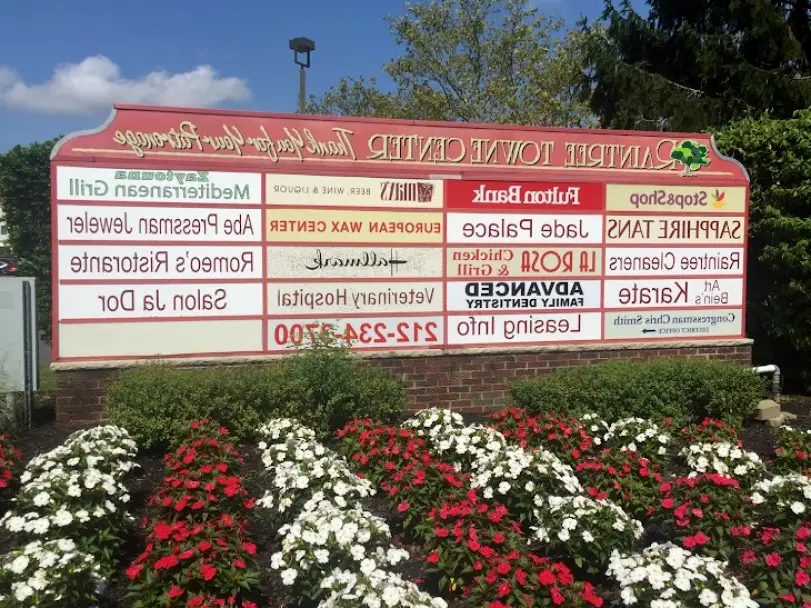 RAINTREE TOWNE CENTER Thank You for Your Patronage
Stop&Shop
Fulton Bank
BEER, WINE & LIQUOR
Zaytouna
Mediterranean Grill
SAPPHIRE TANS
Jade Palace
EUROPEAN WAX CENTER
Abe Pressman Jeweler
Raintree Cleaners
LA ROSA Chicken & Grill
Hallmark
Romeo's Ristorante
Art Bein's Karate
ADVANCED
FAMILY DENTISTRY
Veterinary Hospital
Salon Ja Dor
Congressman Chris Smith
DISTRICT OFFICE
Leasing Info